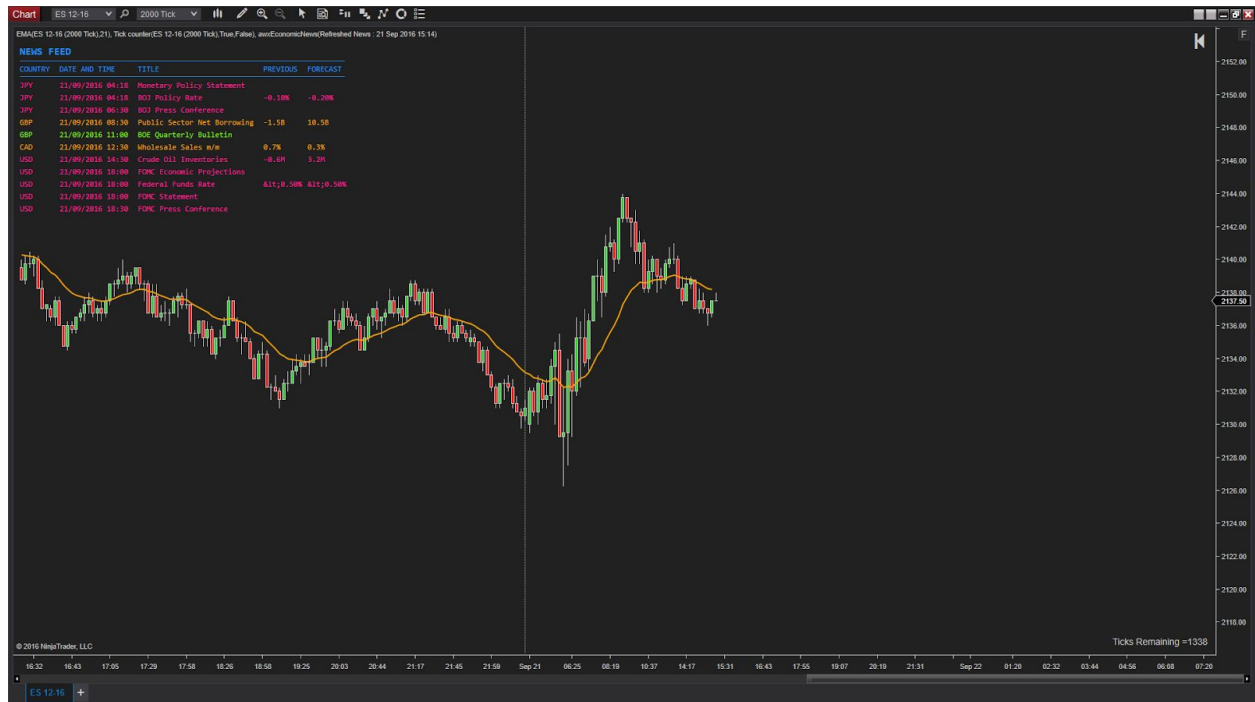 Chart ES 12-16 2000 Tick
EMA(ES 12-16 (2000 Tick),21), Tick counter(ES 12-16 (2000 Tick),True,False), awxEconomicNews(Refreshed News : 21 Sep 2016 15:14)
F
NEWS FEED
COUNTRY DATE AND TIME TITLE PREVIOUS FORECAST
JPY 21/09/2016 04:18 Monetary Policy Statement
JPY 21/09/2016 04:18 BOJ Policy Rate -0.10% -0.20%
JPY 21/09/2016 06:30 BOJ Press Conference
GBP 21/09/2016 08:30 Public Sector Net Borrowing -1.5B 10.5B
GBP 21/09/2016 11:00 BOE Quarterly Bulletin
CAD 21/09/2016 12:30 Wholesale Sales m/m 0.7% 0.3%
USD 21/09/2016 14:30 Crude Oil Inventories -0.6M 3.2M
USD 21/09/2016 18:00 FOMC Economic Projections
USD 21/09/2016 18:00 Federal Funds Rate &lt;0.50% &lt;0.50%
USD 21/09/2016 18:00 FOMC Statement
USD 21/09/2016 18:30 FOMC Press Conference
2152.00
2150.00
2148.00
2146.00
2144.00
2142.00
2140.00
2138.00
2137.50
2136.00
2134.00
2132.00
2130.00
2128.00
2126.00
2124.00
2122.00
2120.00
2118.00
Ticks Remaining =1338
© 2016 NinjaTrader, LLC
16:32 16:43 17:05 17:29 17:58 18:26 18:58 19:25 20:03 20:44 21:17 21:45 21:59 Sep 21 06:25 08:19 10:37 14:17 15:31 16:43 17:55 19:07 20:19 21:31 Sep 22 01:20 02:32 03:44 04:56 06:08 07:20
ES 12-16 +